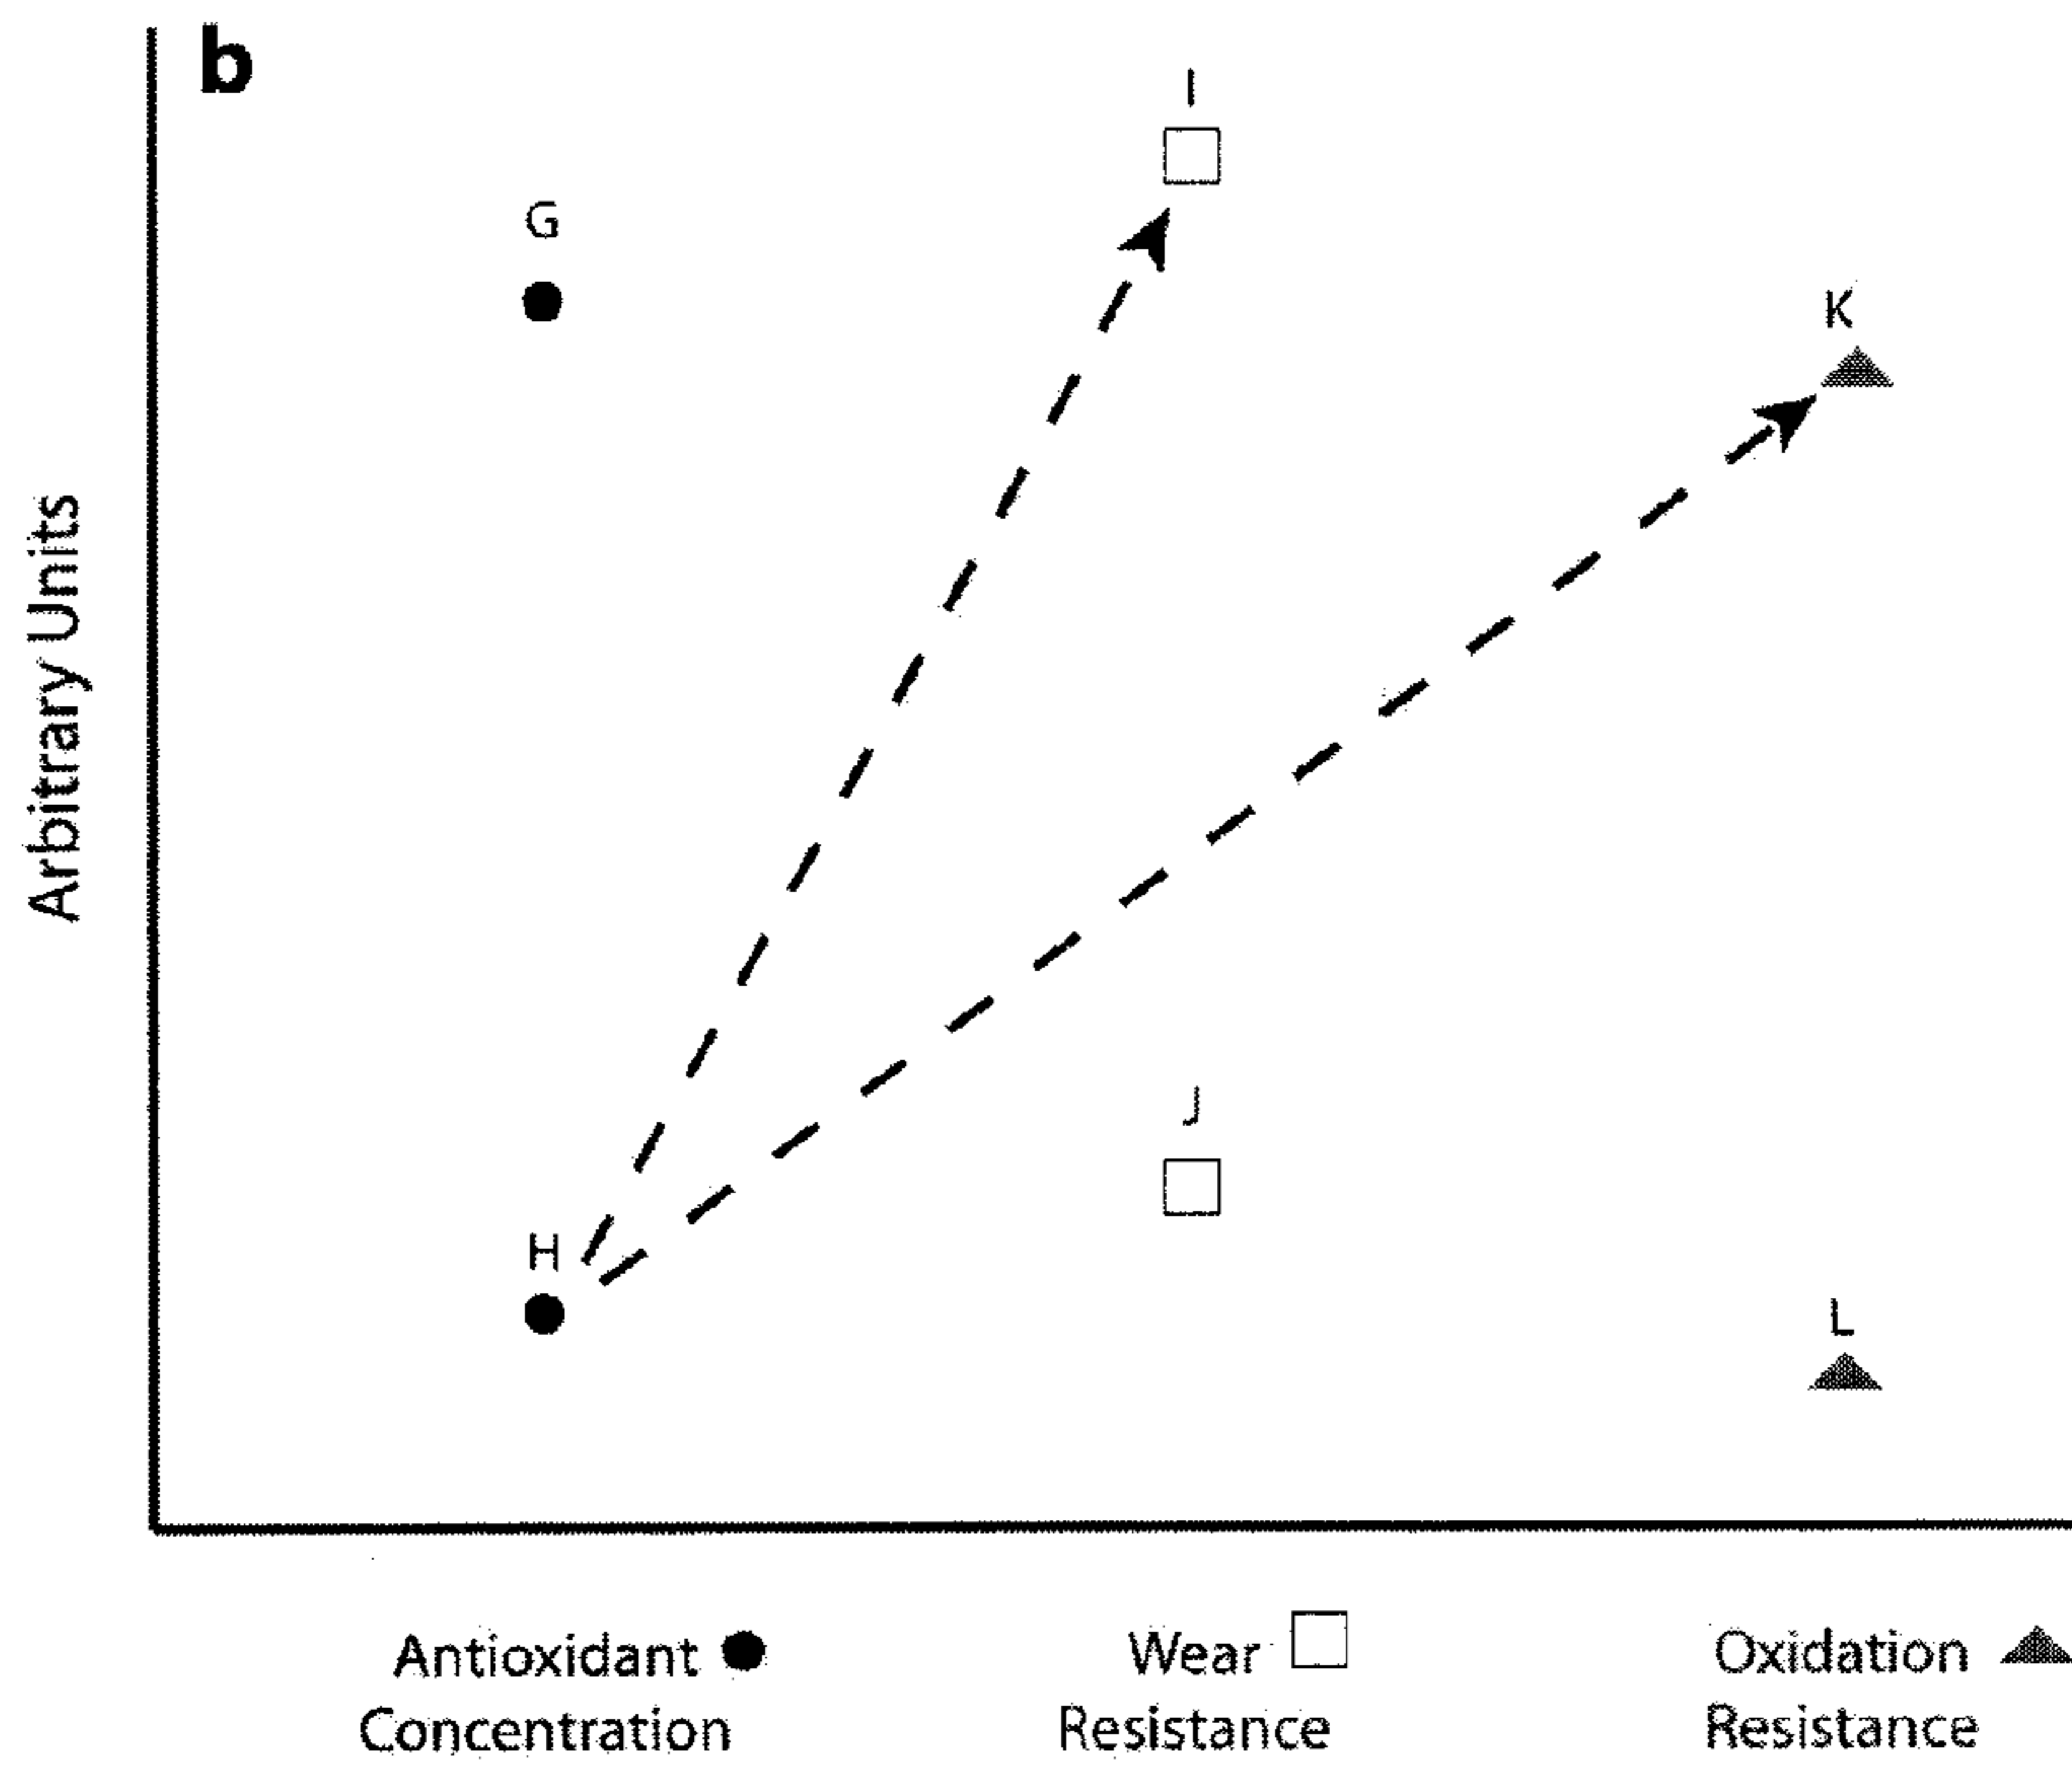 b
I
G
K
Arbitrary Units
J
H
L
Antioxidant
Concentration
Wear
Resistance
Oxidation
Resistance